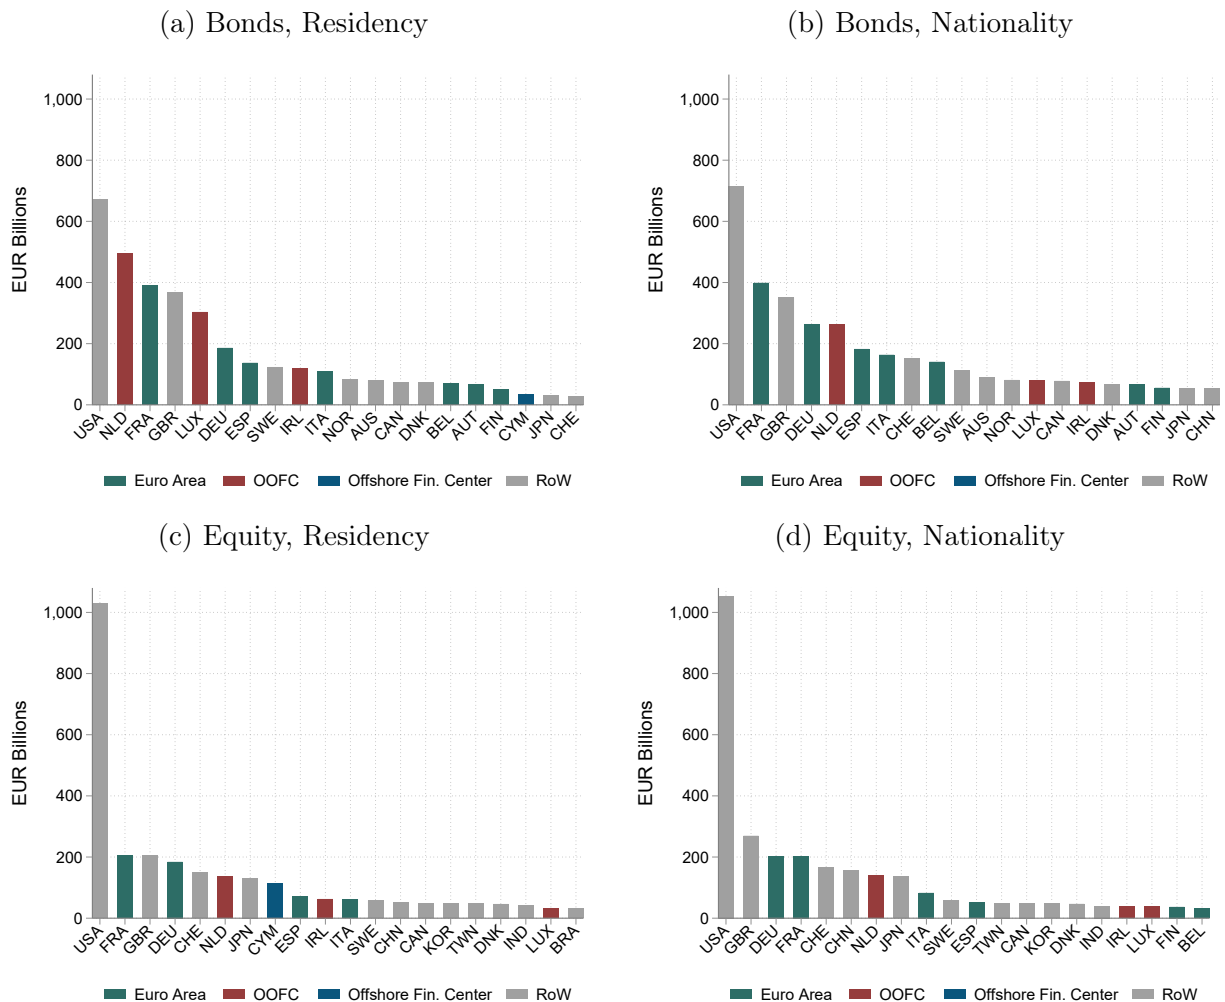 (a) Bonds, Residency
EUR Billions
1,000
800
600
400
200
0
USA NLD FRA GBR LUX DEU ESP SWE IRL ITA NOR AUS CAN DNK BEL AUT FIN CYM JPN CHE
Euro Area OOFC Offshore Fin. Center RoW
(b) Bonds, Nationality
EUR Billions
1,000
800
600
400
200
0
USA FRA GBR DEU NLD ESP ITA CHE BEL SWE AUS NOR LUX CAN IRL DNK AUT FIN JPN CHN
Euro Area OOFC Offshore Fin. Center RoW
(c) Equity, Residency
EUR Billions
1,000
800
600
400
200
0
USA FRA GBR DEU CHE NLD JPN CYM ESP IRL ITA SWE CHN CAN KOR TWN DNK IND LUX BRA
Euro Area OOFC Offshore Fin. Center RoW
(d) Equity, Nationality
EUR Billions
1,000
800
600
400
200
0
USA GBR DEU FRA CHE CHN NLD JPN ITA SWE ESP TWN CAN KOR DNK IND IRL LUX FIN BEL
Euro Area OOFC Offshore Fin. Center RoW